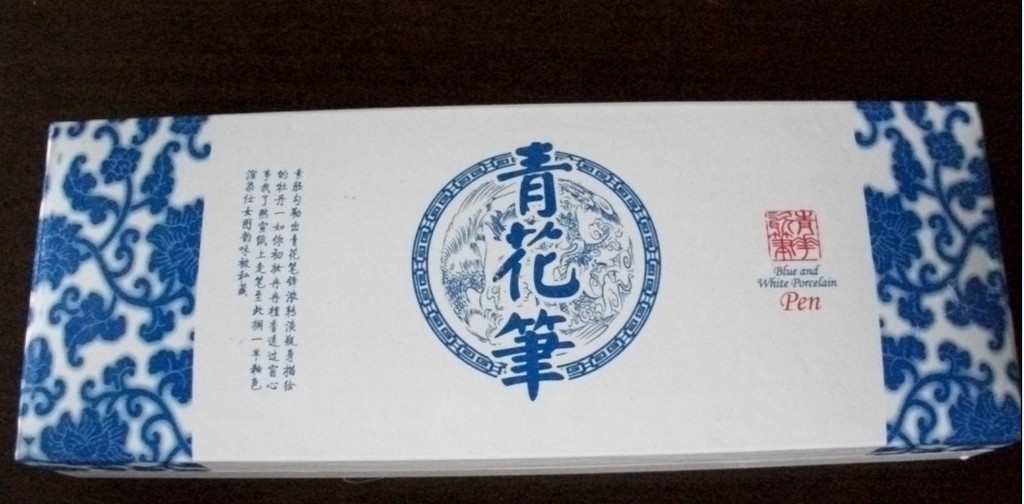 素胚勾勒出青花笔锋浓转淡瓶身描绘
的牡丹一如你初妆冉冉檀香透过窗心
事我了然宣纸上走笔至此搁一半釉色
渲染仕女图韵味被私藏
青花筆
Blue and
White Porcelain
Pen